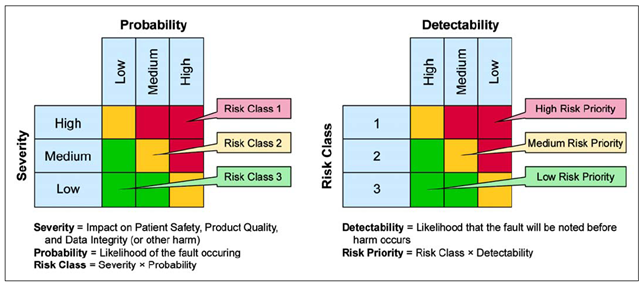 Probability
Low
Medium
High
Severity
High
Medium
Low
Risk Class 1
Risk Class 2
Risk Class 3
Severity = Impact on Patient Safety, Product Quality,
and Data Integrity (or other harm)
Probability = Likelihood of the fault occuring
Risk Class = Severity × Probability
Detectability
High
Medium
Low
Risk Class
1
2
3
High Risk Priority
Medium Risk Priority
Low Risk Priority
Detectability = Likelihood that the fault will be noted before
harm occurs
Risk Priority = Risk Class × Detectability